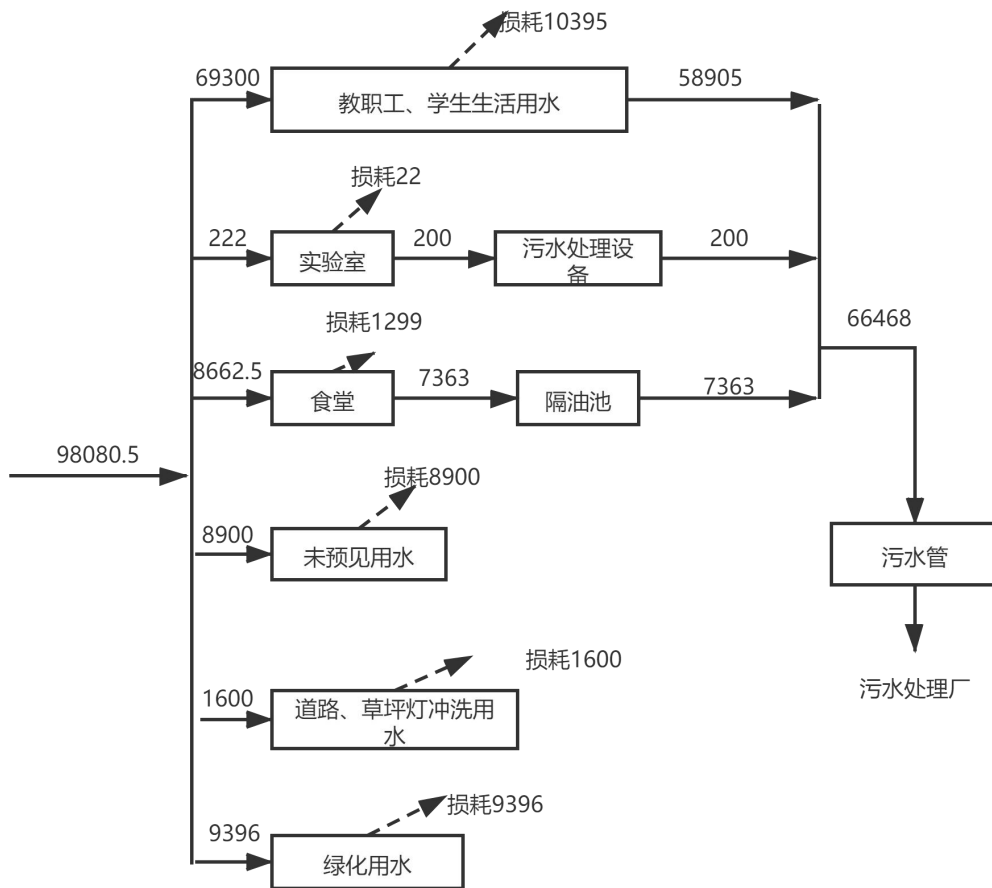 损耗10395
69300
教职工、学生生活用水
58905
损耗22
222
实验室
200
污水处理设
备
200
损耗1299
66468
8662.5
食堂
7363
隔油池
7363
98080.5
损耗8900
8900
未预见用水
污水管
损耗1600
1600
道路、草坪灯冲洗用
水
污水处理厂
损耗9396
9396
绿化用水